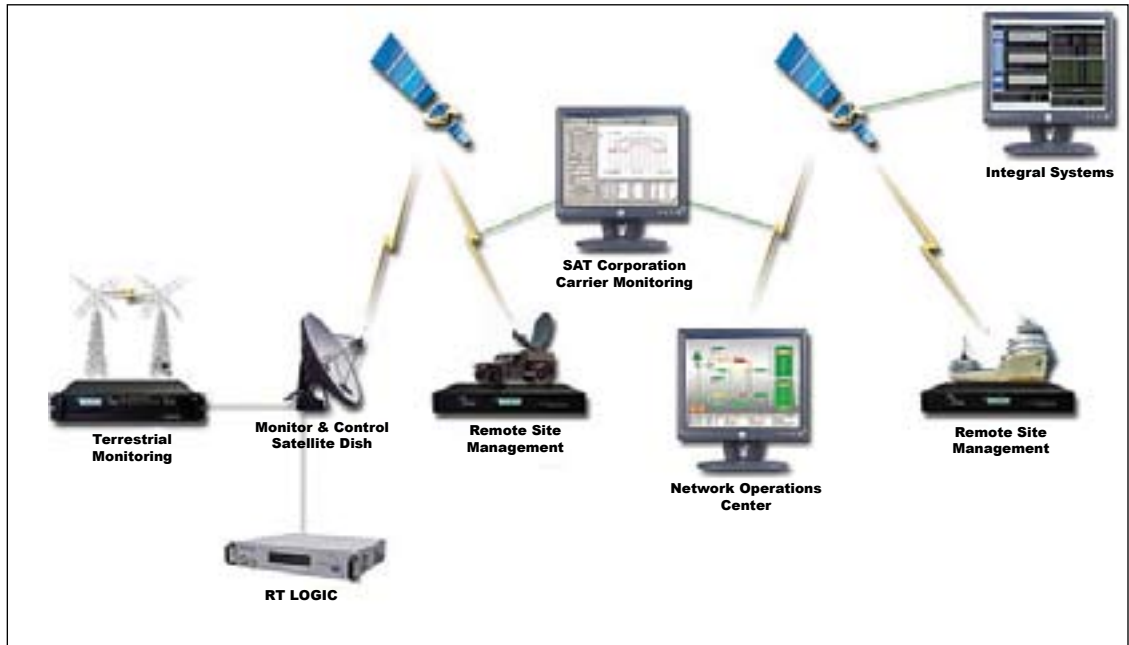 Integral Systems
SAT Corporation
Carrier Monitoring
Terrestrial
Monitoring
Monitor & Control
Satellite Dish
Remote Site
Management
Network Operations
Center
Remote Site
Management
RT LOGIC